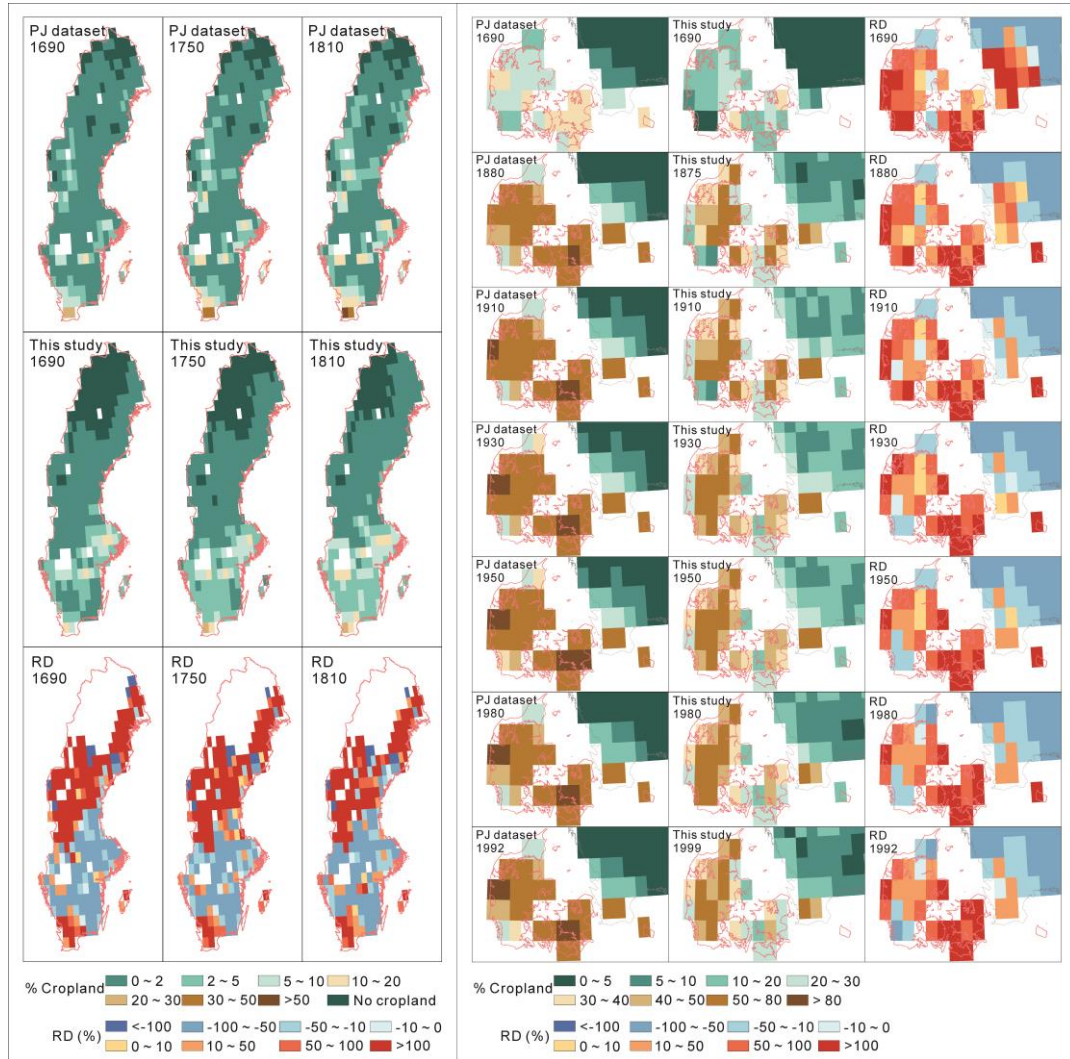 PJ dataset
1690
PJ dataset
1750
PJ dataset
1810
This study
1690
This study
1750
This study
1810
RD
1690
RD
1750
RD
1810
% Cropland
0 ~ 2
2 ~ 5
5 ~ 10
10 ~ 20
20 ~ 30
30 ~ 50
>50
No cropland
RD (%)
<-100
-100 ~ -50
-50 ~ -10
-10 ~ 0
0 ~ 10
10 ~ 50
50 ~ 100
>100
PJ dataset
1690
This study
1690
RD
1690
PJ dataset
1880
This study
1875
RD
1880
PJ dataset
1910
This study
1910
RD
1910
PJ dataset
1930
This study
1930
RD
1930
PJ dataset
1950
This study
1950
RD
1950
PJ dataset
1980
This study
1980
RD
1980
PJ dataset
1992
This study
1999
RD
1992
% Cropland
0 ~ 5
5 ~ 10
10 ~ 20
20 ~ 30
30 ~ 40
40 ~ 50
50 ~ 80
> 80
RD (%)
<-100
-100 ~ -50
-50 ~ -10
-10 ~ 0
0 ~ 10
10 ~ 50
50 ~ 100
>100